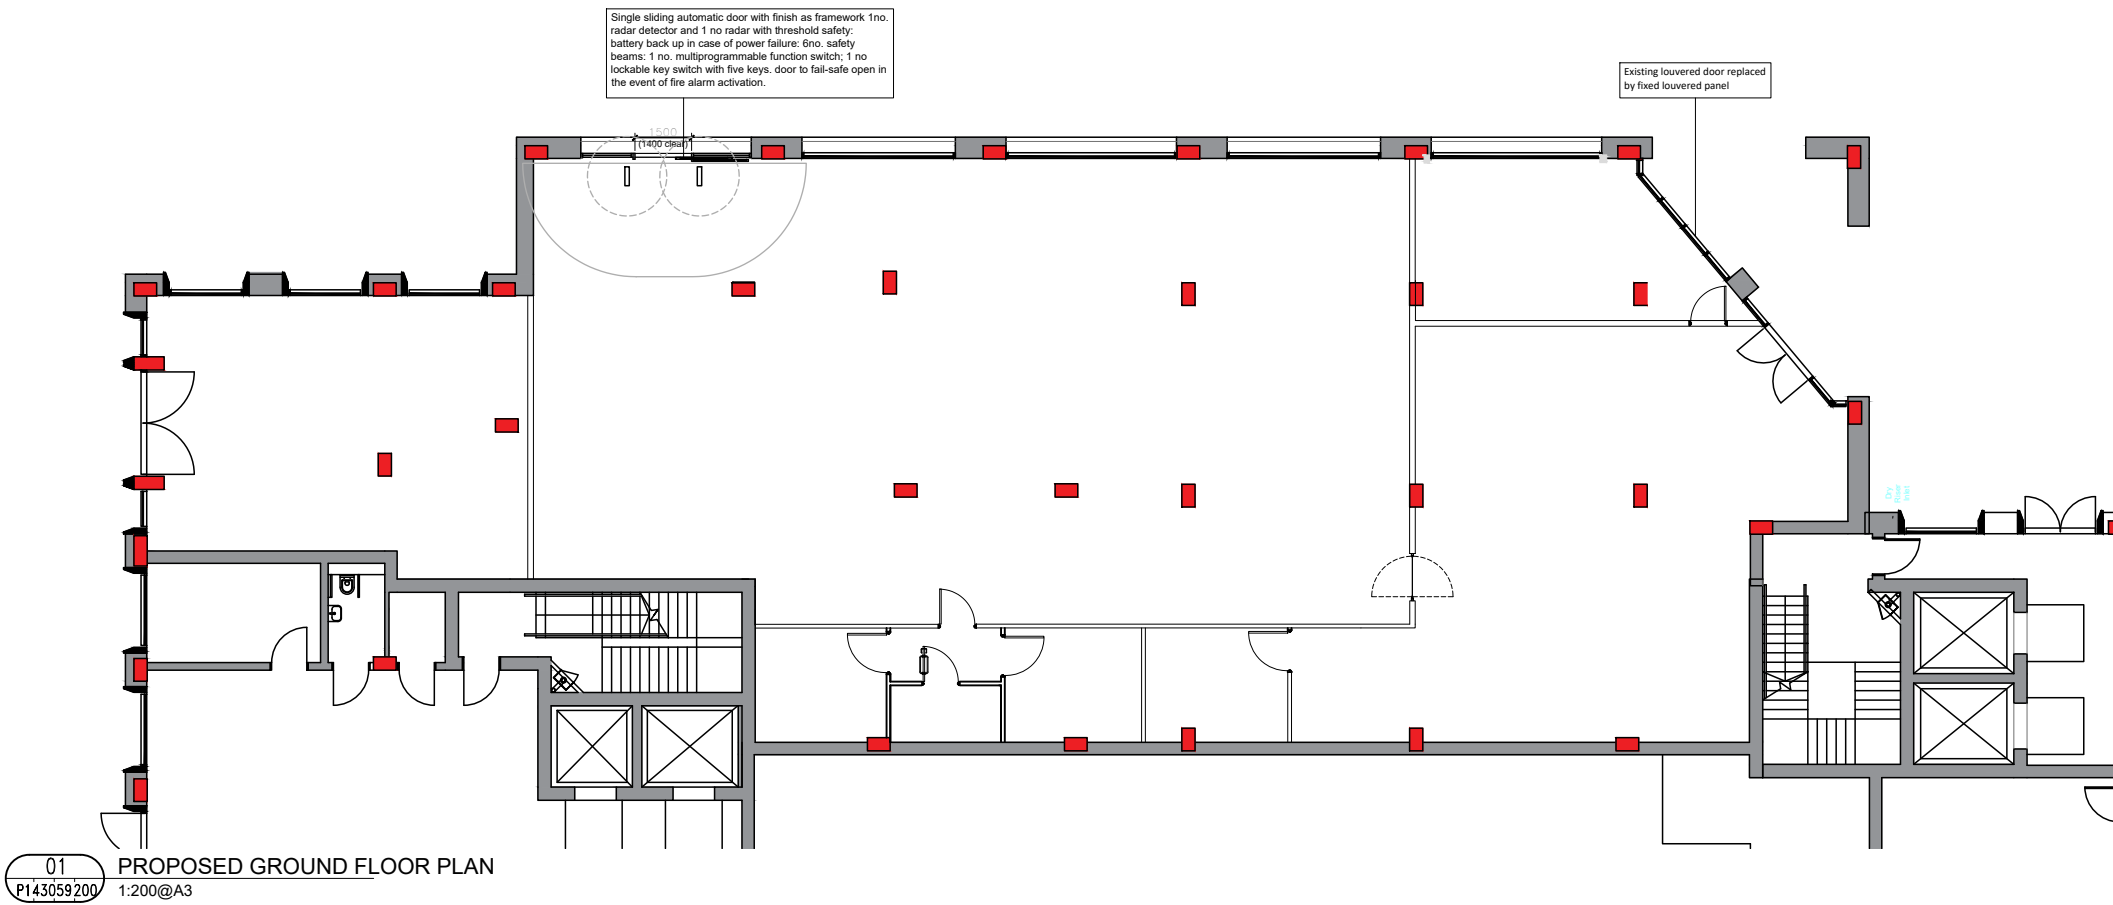 Single sliding automatic door with finish as framework 1no.
radar detector and 1 no radar with threshold safety:
battery back up in case of power failure: 6no. safety
beams: 1 no. multiprogrammable function switch; 1 no
lockable key switch with five keys. door to fail-safe open in
the event of fire alarm activation.
Existing louvered door replaced
by fixed louvered panel
1500
(1400 clear)
Dry
Riser
Inlet
01
P143059200
PROPOSED GROUND FLOOR PLAN
1:200@A3